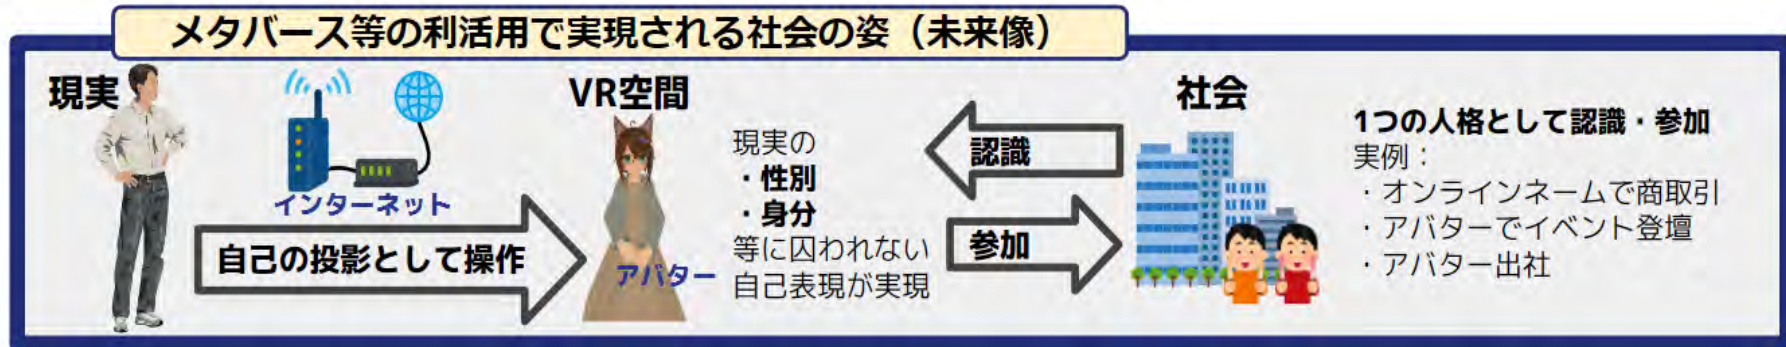 メタバース等の利活用で実現される社会の姿（未来像）
現実
インターネット
自己の投影として操作
VR空間
アバター
現実の
・性別
・身分
等に囚われない
自己表現が実現
認識
参加
社会
1つの人格として認識・参加
実例：
・オンラインネームで商取引
・アバターでイベント登壇
・アバター出社